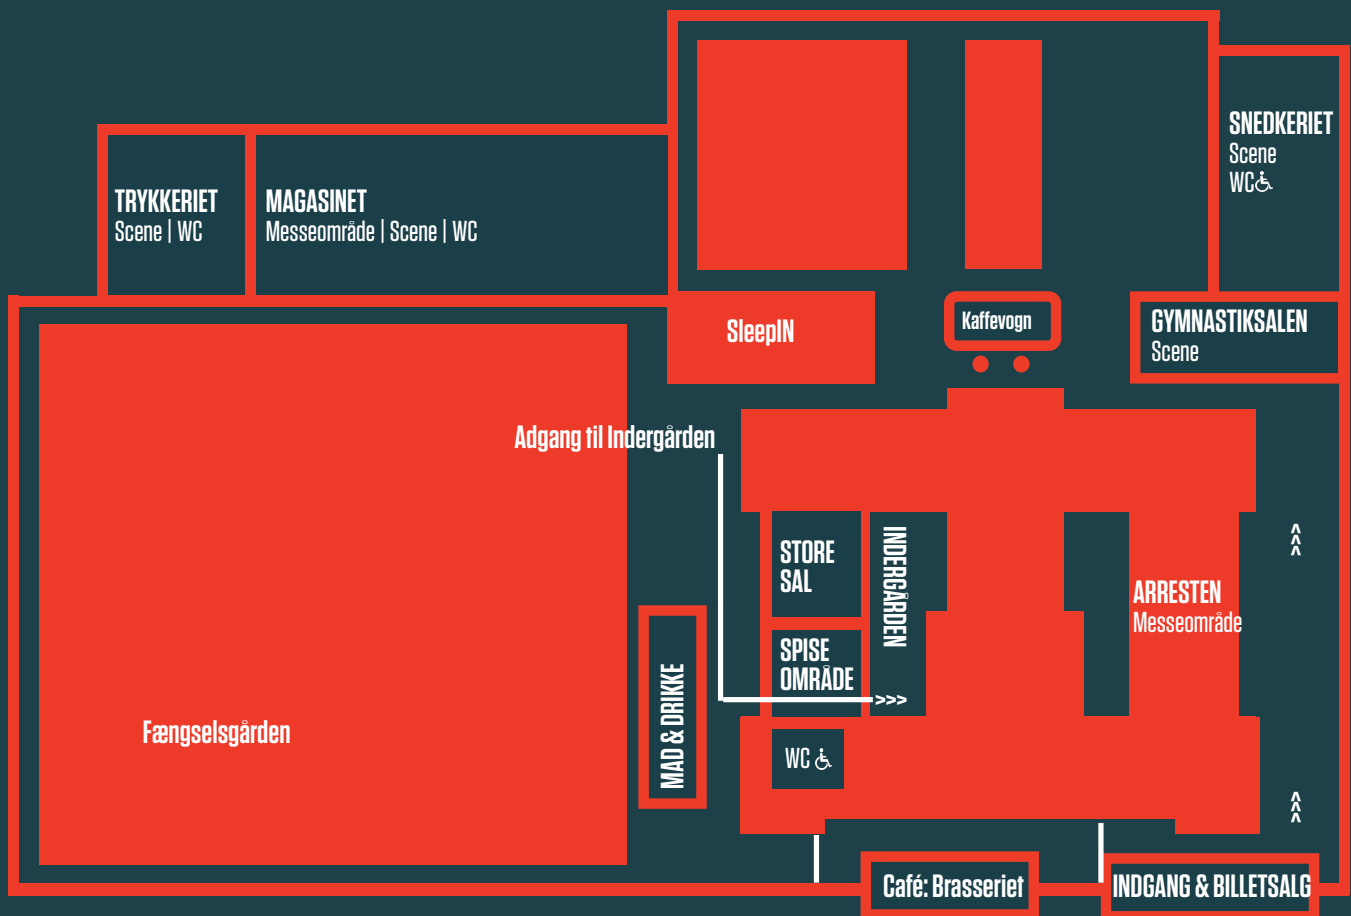 SNEDKERIET
Scene
WC
TRYKKERIET
Scene | WC
MAGASINET
Messeområde | Scene | WC
SleepIN
Kaffevogn
GYMNASTIKSALEN
Scene
Adgang til Indergården
STORE
SAL
INDERGÅRDEN
SPISE
OMRÅDE
>>>
ARRESTEN
Messeområde
>>>
MAD & DRIKKE
Fængselsgården
WC
>>>
Café: Brasseriet
INDGANG & BILLETSALG